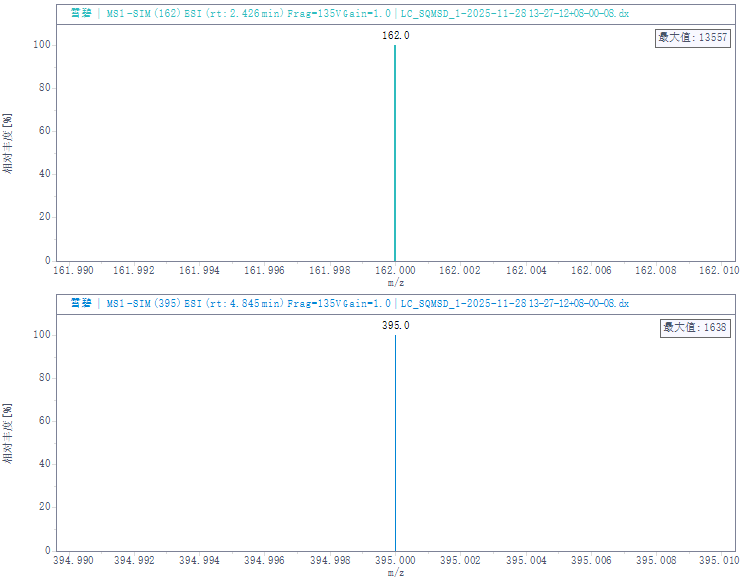 雪碧 | MS1-SIM (162) ESI (rt: 2.426 min) Frag=135V Gain=1.0 | LC_SQMSD_1-2025-11-28 13-27-12+08-00-08.dx
最大值: 13557
162.0
相对丰度 [%]
100
80
60
40
20
0
161.990 161.992 161.994 161.996 161.998 162.000 162.002 162.004 162.006 162.008 162.010
m/z
雪碧 | MS1-SIM (395) ESI (rt: 4.845 min) Frag=135V Gain=1.0 | LC_SQMSD_1-2025-11-28 13-27-12+08-00-08.dx
最大值: 1638
395.0
相对丰度 [%]
100
80
60
40
20
0
394.990 394.992 394.994 394.996 394.998 395.000 395.002 395.004 395.006 395.008 395.010
m/z